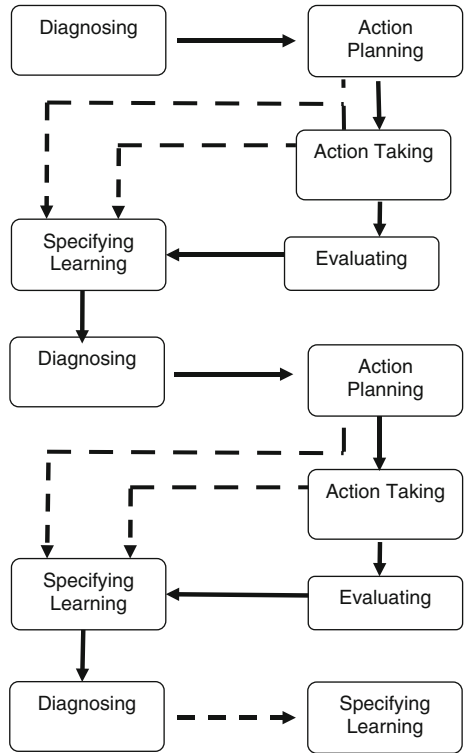 Diagnosing
Action
Planning
Action Taking
Specifying
Learning
Evaluating
Diagnosing
Action
Planning
Action Taking
Specifying
Learning
Evaluating
Diagnosing
Specifying
Learning